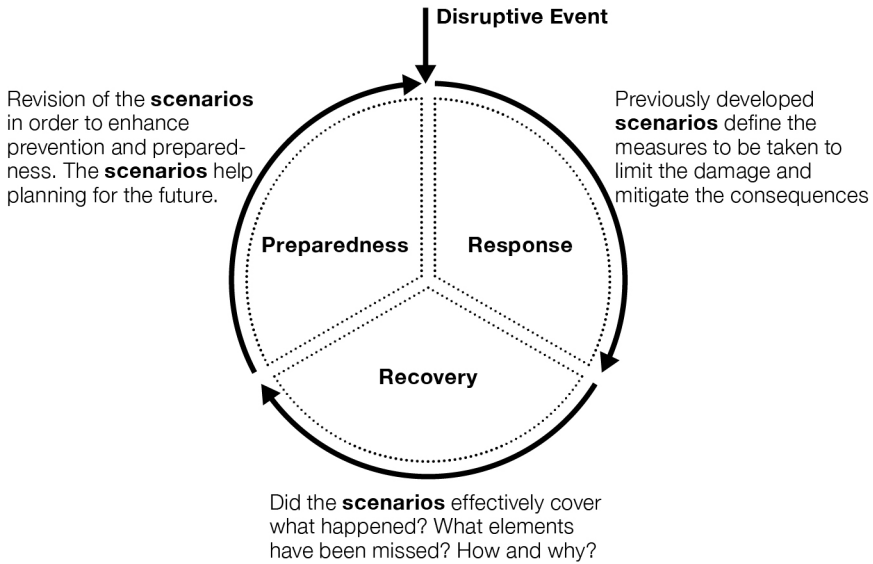 Disruptive Event
Revision of the scenarios
in order to enhance
prevention and prepared-
ness. The scenarios help
planning for the future.
Previously developed
scenarios define the
measures to be taken to
limit the damage and
mitigate the consequences
Preparedness
Response
Recovery
Did the scenarios effectively cover
what happened? What elements
have been missed? How and why?